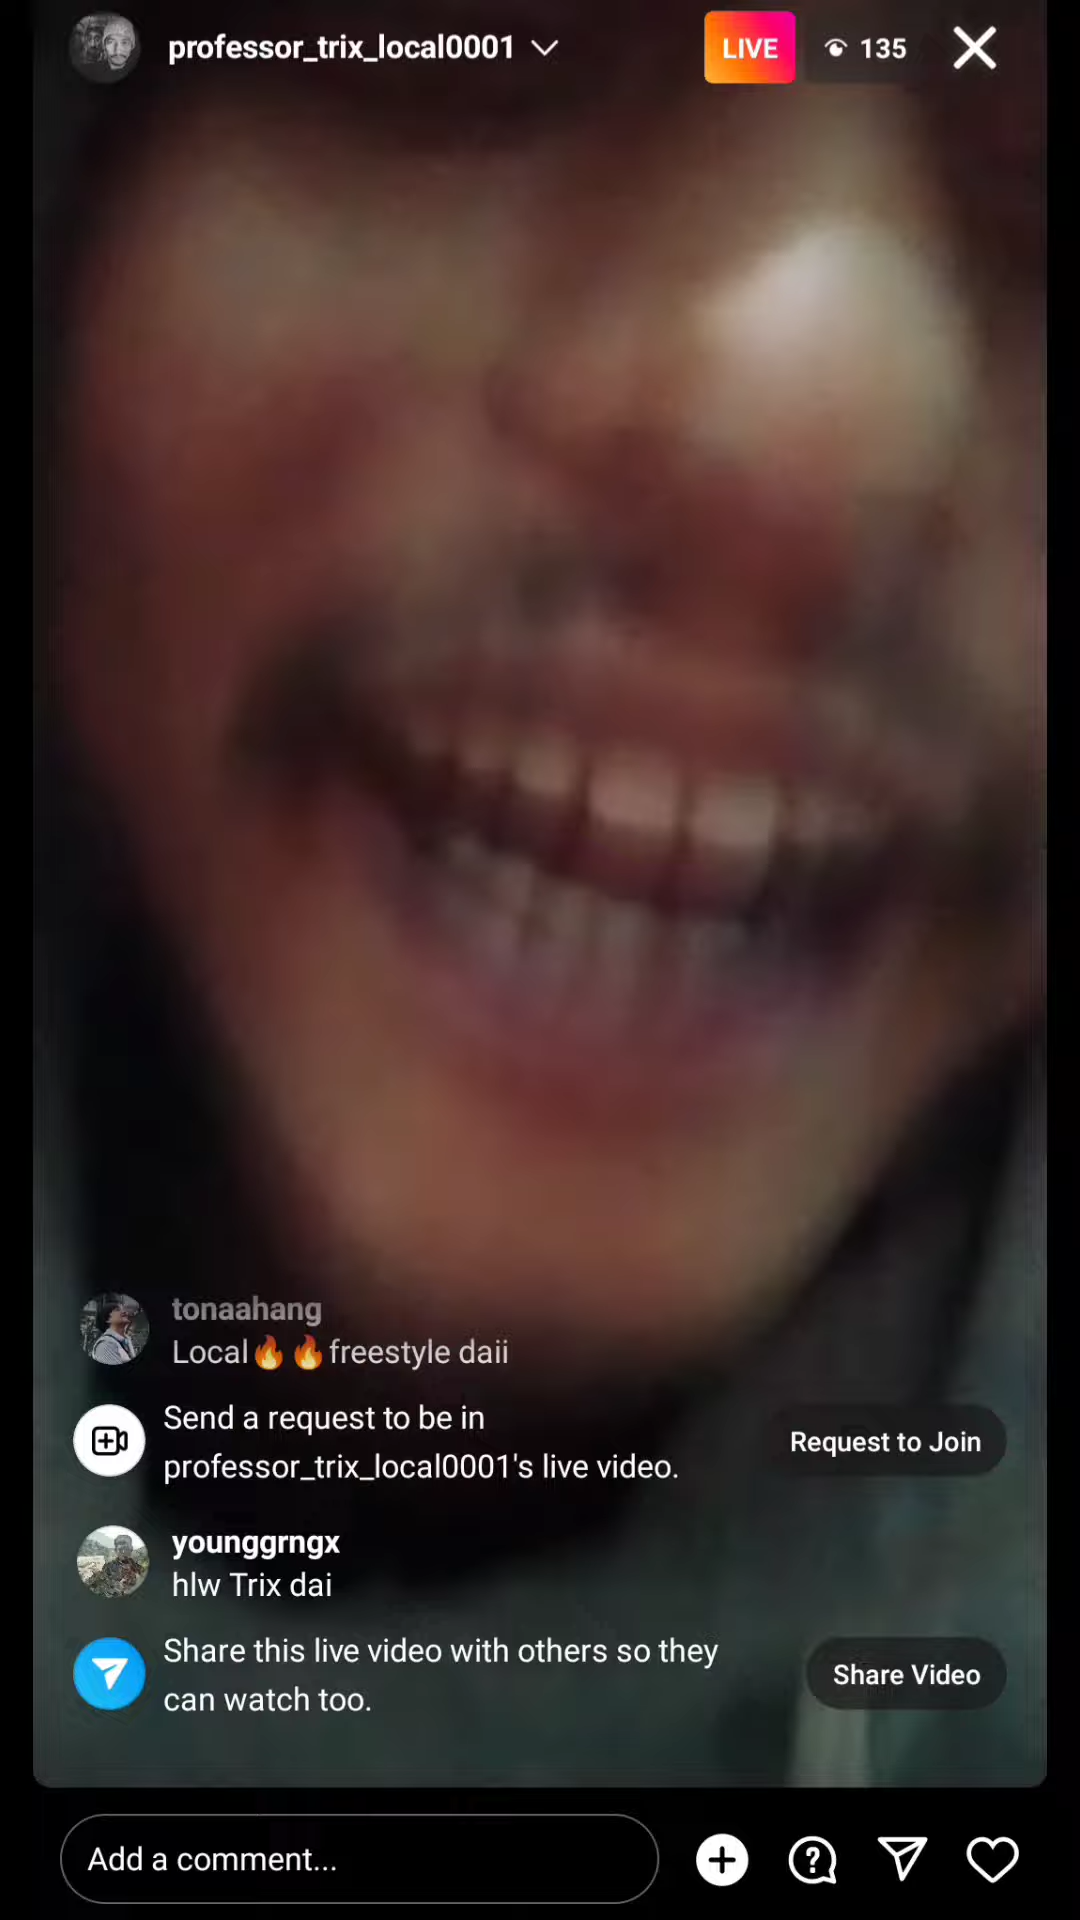 professor_trix_local0001
LIVE
135
tonaahang
Local🔥🔥freestyle daii
Send a request to be in
professor_trix_local0001's live video.
Request to Join
younggrngx
hlw Trix dai
Share this live video with others so they
can watch too.
Share Video
Add a comment...